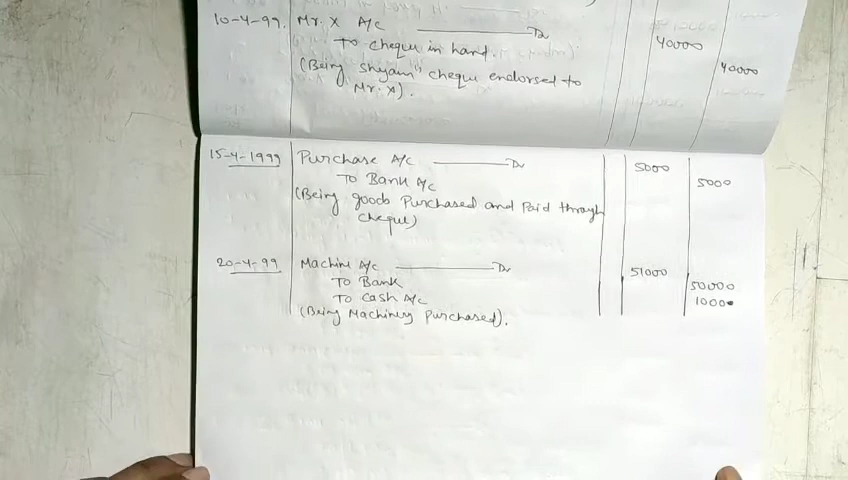 10-4-99. Mr. X A/c Dr 40000
To cheque in hand. 40000
(Being Shyam's cheque endorsed to
Mr. X).
15-4-1999 Purchase A/c Dr 5000
To Bank A/c 5000
(Being goods Purchased and Paid through
cheque)
20-4-99 Machine A/c Dr 51000
To Bank 50000
To Cash A/c 1000
(Being Machinery Purchased).